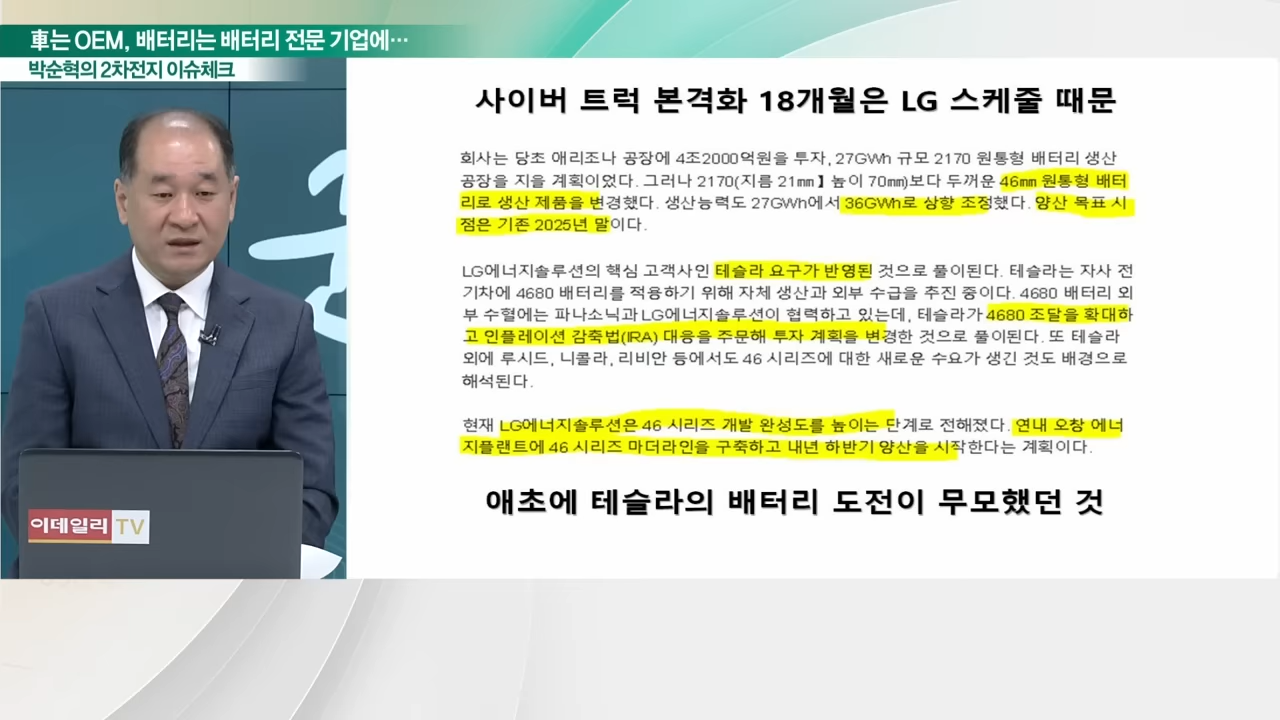 車는 OEM, 배터리는 배터리 전문 기업에…
박순혁의 2차전지 이슈체크
사이버 트럭 본격화 18개월은 LG 스케줄 때문
회사는 당초 애리조나 공장에 4조2000억원을 투자, 27GWh 규모 2170 원통형 배터리 생산
공장을 지을 계획이었다. 그러나 2170(지름 21㎜】높이 70㎜)보다 두꺼운 46㎜ 원통형 배터
리로 생산 제품을 변경했다. 생산능력도 27GWh에서 36GWh로 상향 조정했다. 양산 목표 시
점은 기존 2025년 말이다.
LG에너지솔루션의 핵심 고객사인 테슬라 요구가 반영된 것으로 풀이된다. 테슬라는 자사 전
기차에 4680 배터리를 적용하기 위해 자체 생산과 외부 수급을 추진 중이다. 4680 배터리 외
부 수혈에는 파나소닉과 LG에너지솔루션이 협력하고 있는데, 테슬라가 4680 조달을 확대하
고 인플레이션 감축법(IRA) 대응을 주문해 투자 계획을 변경한 것으로 풀이된다. 또 테슬라
외에 루시드, 니콜라, 리비안 등에서도 46 시리즈에 대한 새로운 수요가 생긴 것도 배경으로
해석된다.
현재 LG에너지솔루션은 46 시리즈 개발 완성도를 높이는 단계로 전해졌다. 연내 오창 에너
지플랜트에 46 시리즈 마더라인을 구축하고 내년 하반기 양산을 시작한다는 계획이다.
애초에 테슬라의 배터리 도전이 무모했던 것
이데일리 TV